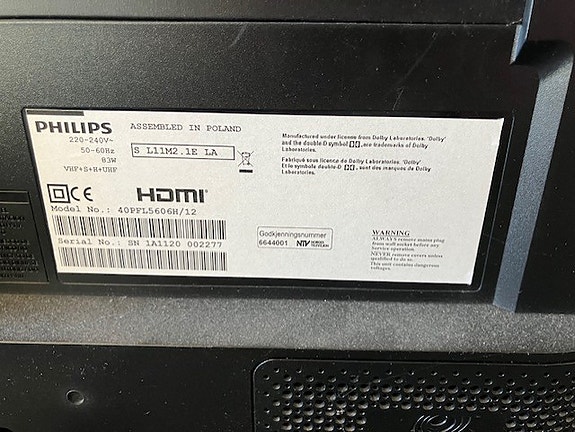 PHILIPS
ASSEMBLED IN POLAND
220-240V~
50-60Hz
83W
VHF+S+H+UHF
S L11M2.1E LA
Manufactured under license from Dolby Laboratories. 'Dolby'
and the double-D symbol are trademarks of Dolby
Laboratories.
Fabriqué sous licence de Dolby Laboratories. 'Dolby'
Et le symbole double-D sont des marques de Dolby
Laboratories.
CE
HDMI
Model No.: 40PFL5606H/12
Serial No.: SN 1A1120 002277
Godkjenningsnummer
6644001
NTV
WARNING
ALWAYS remove mains plug
from wall socket before any
Service operation.
NEVER remove covers unless
qualified to do so.
This unit contains dangerous
voltages.